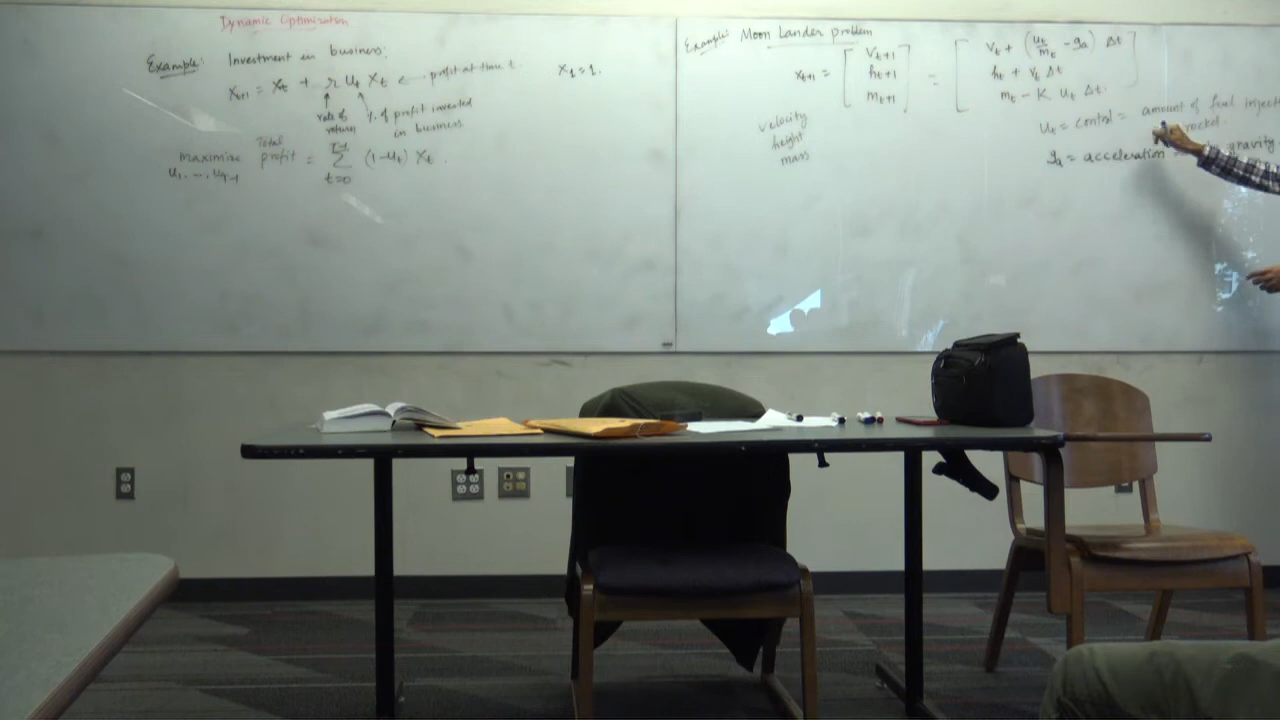 Dynamic Optimization
Example: Investment in business:
x_{t+1} = x_t + r u_t x_t ← profit at time t. x_1 = 1.
rate of return
% of profit invested in business
maximize u_1, ..., u_{T-1} Total profit = Σ_{t=0} (1-u_t) x_t.
Example: Moon Lander problem
x_{t+1} = [ v_{t+1} h_{t+1} m_{t+1} ] = [ v_t + (u_t/m_t - g_a) Δt
h_t + v_t Δt
m_t - K u_t Δt. ]
velocity
height
mass
u_t = control = amount of fuel
rocket.
g_a = acceleration gravity.